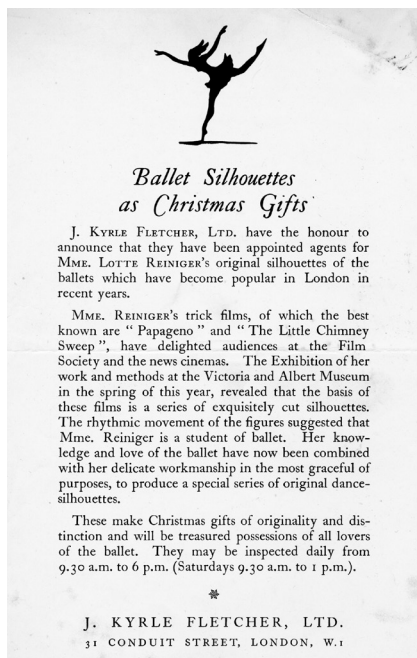 Ballet Silhouettes
as Christmas Gifts
J. KYRLE FLETCHER, LTD. have the honour to
announce that they have been appointed agents for
MME. LOTTE REINIGER's original silhouettes of the
ballets which have become popular in London in
recent years.
MME. REINIGER's trick films, of which the best
known are " Papageno " and " The Little Chimney
Sweep ", have delighted audiences at the Film
Society and the news cinemas. The Exhibition of her
work and methods at the Victoria and Albert Museum
in the spring of this year, revealed that the basis of
these films is a series of exquisitely cut silhouettes.
The rhythmic movement of the figures suggested that
Mme. Reiniger is a student of ballet. Her know-
ledge and love of the ballet have now been combined
with her delicate workmanship in the most graceful of
purposes, to produce a special series of original dance-
silhouettes.
These make Christmas gifts of originality and dis-
tinction and will be treasured possessions of all lovers
of the ballet. They may be inspected daily from
9.30 a.m. to 6 p.m. (Saturdays 9.30 a.m. to 1 p.m.).
J. KYRLE FLETCHER, LTD.
31 CONDUIT STREET, LONDON, W.1